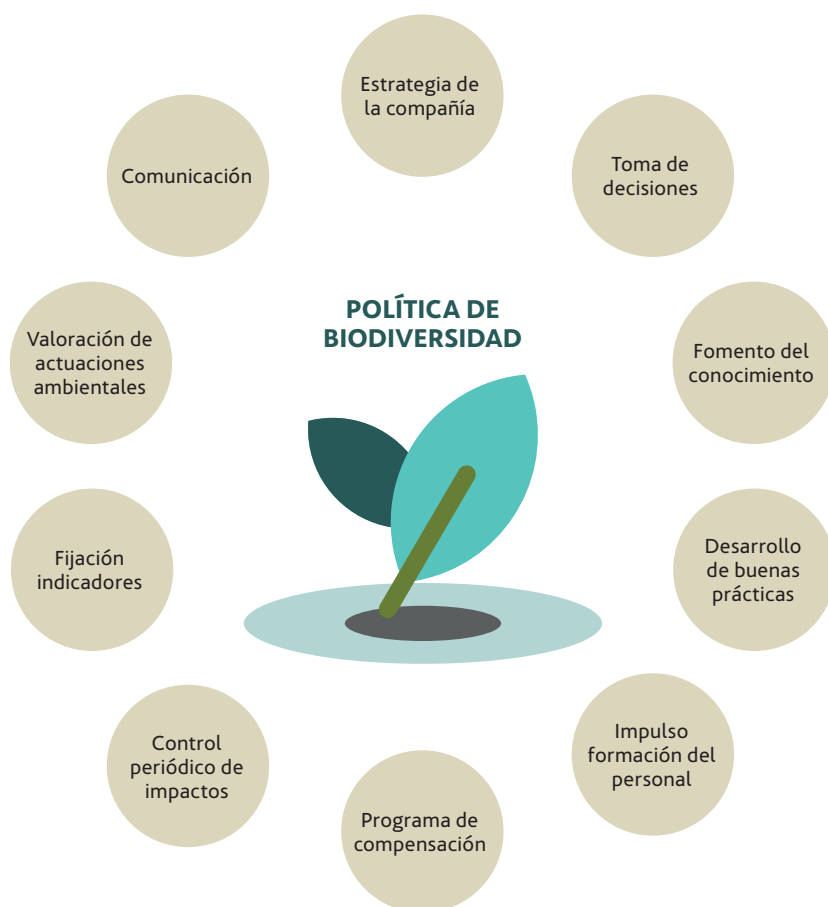 Estrategia de
la compañía
Toma de
decisiones
Fomento del
conocimiento
Desarrollo
de buenas
prácticas
Impulso
formación del
personal
Programa de
compensación
Control
periódico de
impactos
Fijación
indicadores
Valoración de
actuaciones
ambientales
Comunicación
POLÍTICA DE
BIODIVERSIDAD